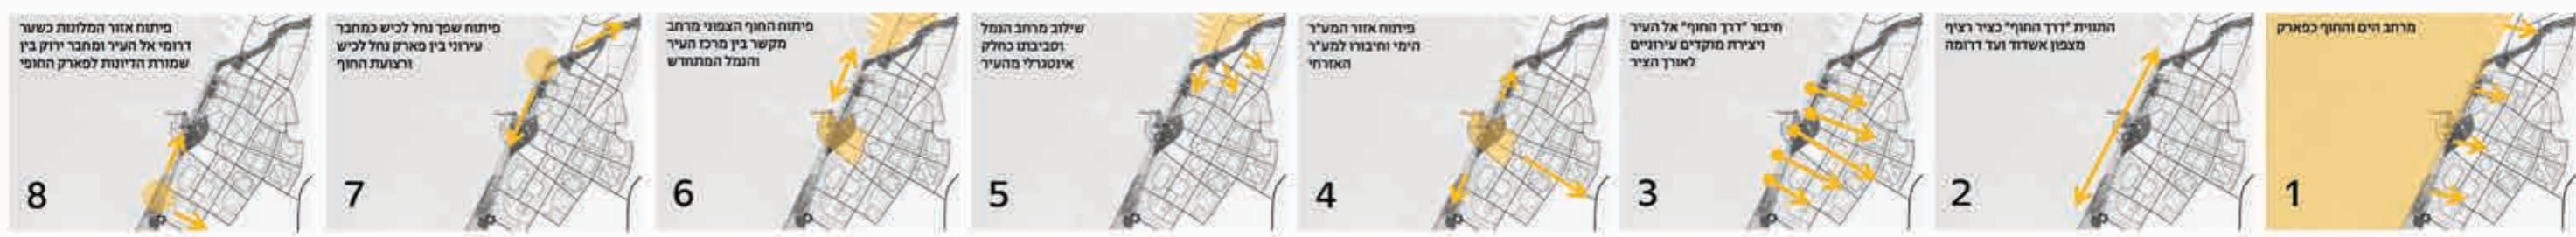 מרחב הים והחוף כפארק
1
התווית "דרך החוף" כציר רציף
מצפון אשדוד ועד דרומה
2
חיבור "דרך החוף" אל העיר
ויצירת מוקדים עירוניים
לאורך הציר
3
פיתוח אזור המע"ר
הימי וחיבורו למע"ר
האזרחי
4
שילוב מרחב הנמל
וסביבתו כחלק
אינטגרלי מהעיר
5
פיתוח החוף הצפוני מרחב
מקשר בין מרכז העיר
והנמל המתחדש
6
פיתוח שפך נחל לכיש כמחבר
עירוני בין פארק נחל לכיש
ורצועת החוף
7
פיתוח אזור המלונות כשער
דרומי אל העיר ומחבר ירוק בין
שמורת הדיונות לפארק החופי
8